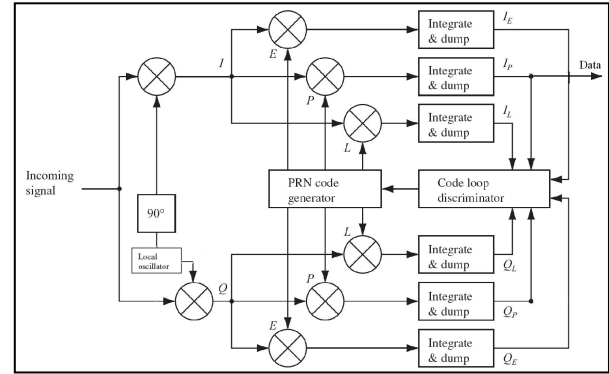 Integrate
& dump
I_E
E
I
Integrate
& dump
I_P
Data
P
Integrate
& dump
I_L
L
Incoming
signal
90°
PRN code
generator
Code loop
discriminator
Local
oscillator
L
Integrate
& dump
Q_L
Q
P
Integrate
& dump
Q_P
E
Integrate
& dump
Q_E